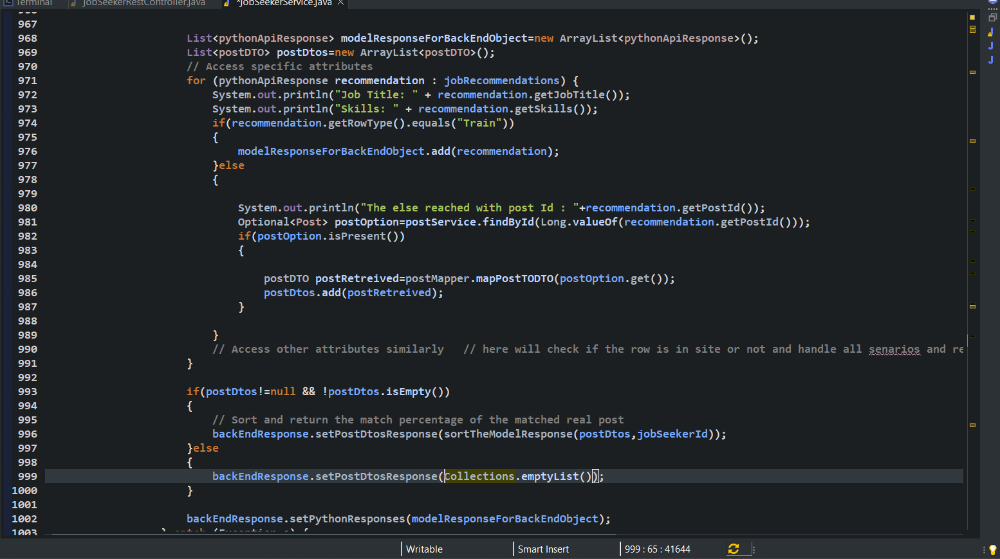 Terminal JobSeekerRestController.java *JobSeekerService.java
966
967
968 List<pythonApiResponse> modelResponseForBackEndObject=new ArrayList<pythonApiResponse>();
969 List<postDTO> postDtos=new ArrayList<postDTO>();
970 // Access specific attributes
971 for (pythonApiResponse recommendation : jobRecommendations) {
972 System.out.println("Job Title: " + recommendation.getJobTitle());
973 System.out.println("Skills: " + recommendation.getSkills());
974 if(recommendation.getRowType().equals("Train"))
975 {
976 modelResponseForBackEndObject.add(recommendation);
977 }else
978 {
979
980 System.out.println("The else reached with post Id : "+recommendation.getPostId());
981 Optional<Post> postOption=postService.findById(Long.valueOf(recommendation.getPostId()));
982 if(postOption.isPresent())
983 {
984
985 postDTO postRetreived=postMapper.mapPostTODTO(postOption.get());
986 postDtos.add(postRetreived);
987 }
988
989 }
990 // Access other attributes similarly // here will check if the row is in site or not and handle all senarios and re
991 }
992
993 if(postDtos!=null && !postDtos.isEmpty())
994 {
995 // Sort and return the match percentage of the matched real post
996 backEndResponse.setPostDtosResponse(sortTheModelResponse(postDtos,jobSeekerId));
997 }else
998 {
999 backEndResponse.setPostDtosResponse(Collections.emptyList());
1000 }
1001
1002 backEndResponse.setPythonResponses(modelResponseForBackEndObject);
1003 } catch (Exception e) {
Writable Smart Insert 999 : 65 : 41644